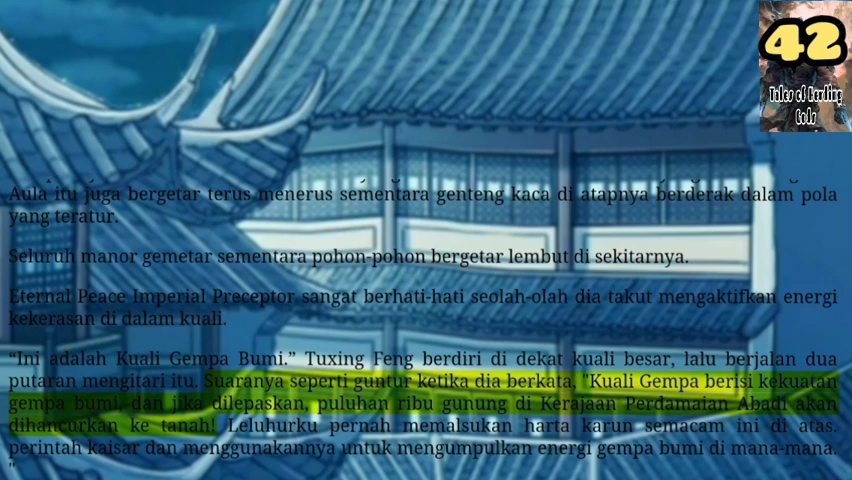 42
Tales of Herding
Gods
Aula itu juga bergetar terus menerus sementara genteng kaca di atapnya berderak dalam pola
yang teratur.
Seluruh manor gemetar sementara pohon-pohon bergetar lembut di sekitarnya.
Eternal Peace Imperial Preceptor sangat berhati-hati seolah-olah dia takut mengaktifkan energi
kekerasan di dalam kuali.
“Ini adalah Kuali Gempa Bumi.” Tuxing Feng berdiri di dekat kuali besar, lalu berjalan dua
putaran mengitari itu. Suaranya seperti guntur ketika dia berkata, "Kuali Gempa berisi kekuatan
gempa bumi, dan jika dilepaskan, puluhan ribu gunung di Kerajaan Perdamaian Abadi akan
dihancurkan ke tanah! Leluhurku pernah memalsukan harta karun semacam ini di atas.
perintah kaisar dan menggunakannya untuk mengumpulkan energi gempa bumi di mana-mana.
"